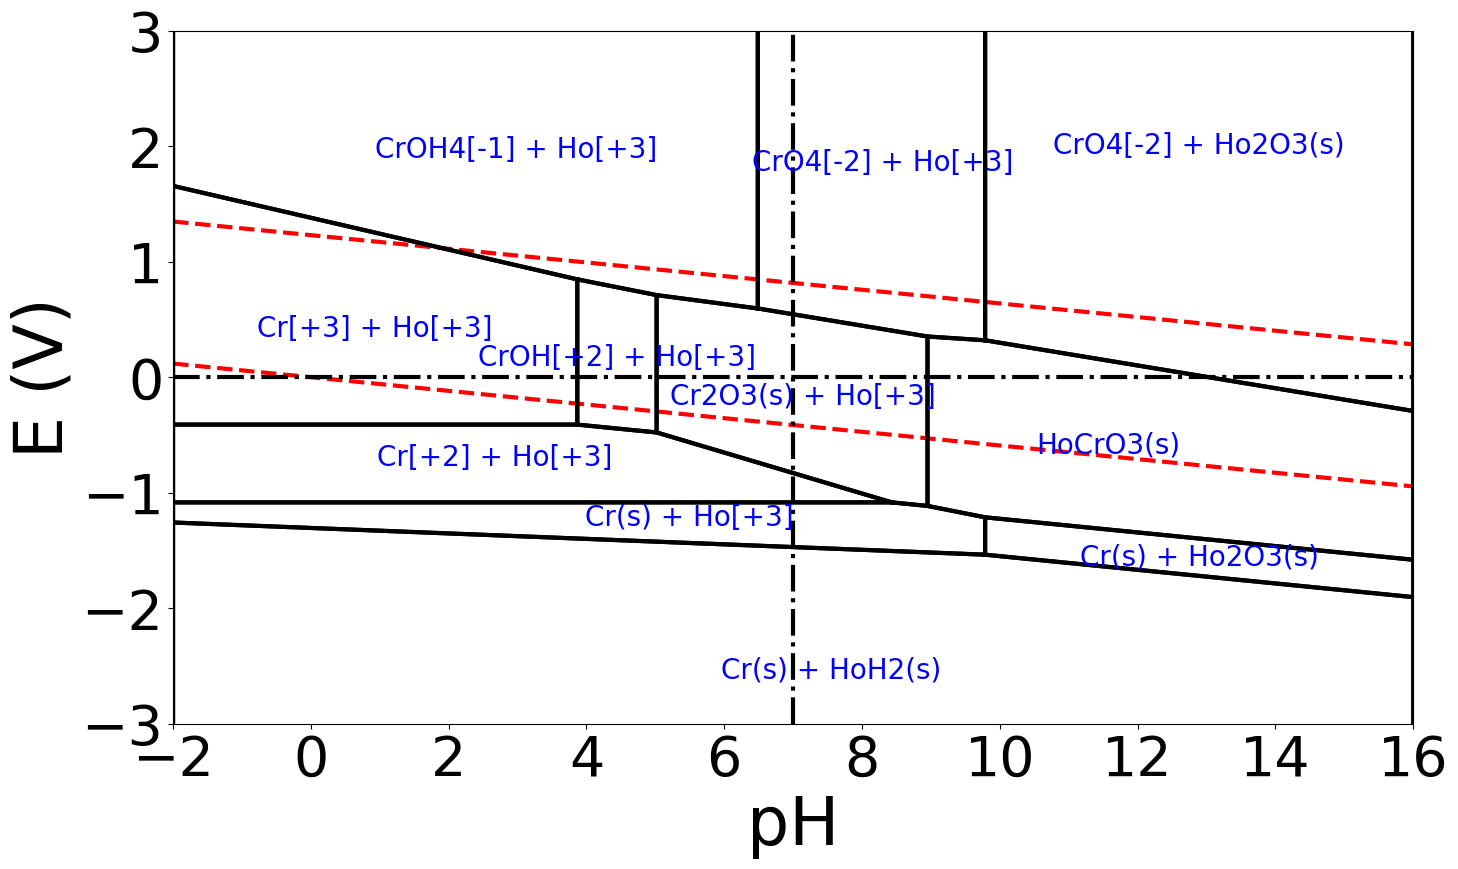 3
2
1
0
−1
−2
−3
E (V)
CrOH4[-1] + Ho[+3]
CrO4[-2] + Ho[+3]
CrO4[-2] + Ho2O3(s)
Cr[+3] + Ho[+3]
CrOH[+2] + Ho[+3]
Cr2O3(s) + Ho[+3]
HoCrO3(s)
Cr[+2] + Ho[+3]
Cr(s) + Ho[+3]
Cr(s) + Ho2O3(s)
Cr(s) + HoH2(s)
−2 0 2 4 6 8 10 12 14 16
pH